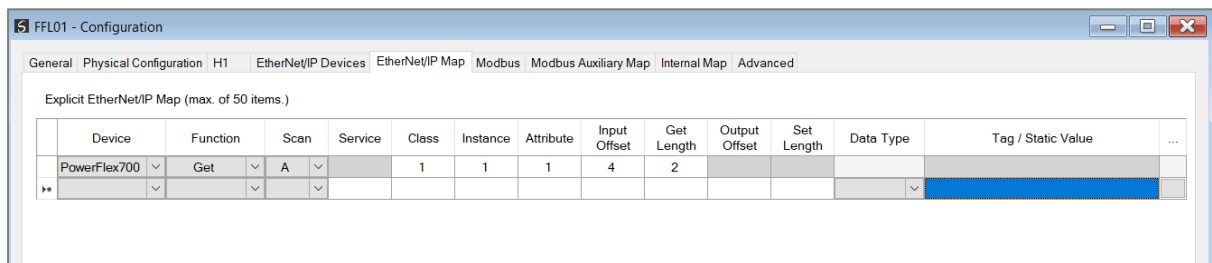 FFL01 - Configuration
General Physical Configuration H1 EtherNet/IP Devices EtherNet/IP Map Modbus Modbus Auxiliary Map Internal Map Advanced
Explicit EtherNet/IP Map (max. of 50 items.)
Device Function Scan Service Class Instance Attribute Input Offset Get Length Output Offset Set Length Data Type Tag / Static Value ...
PowerFlex700 Get A 1 1 1 4 2